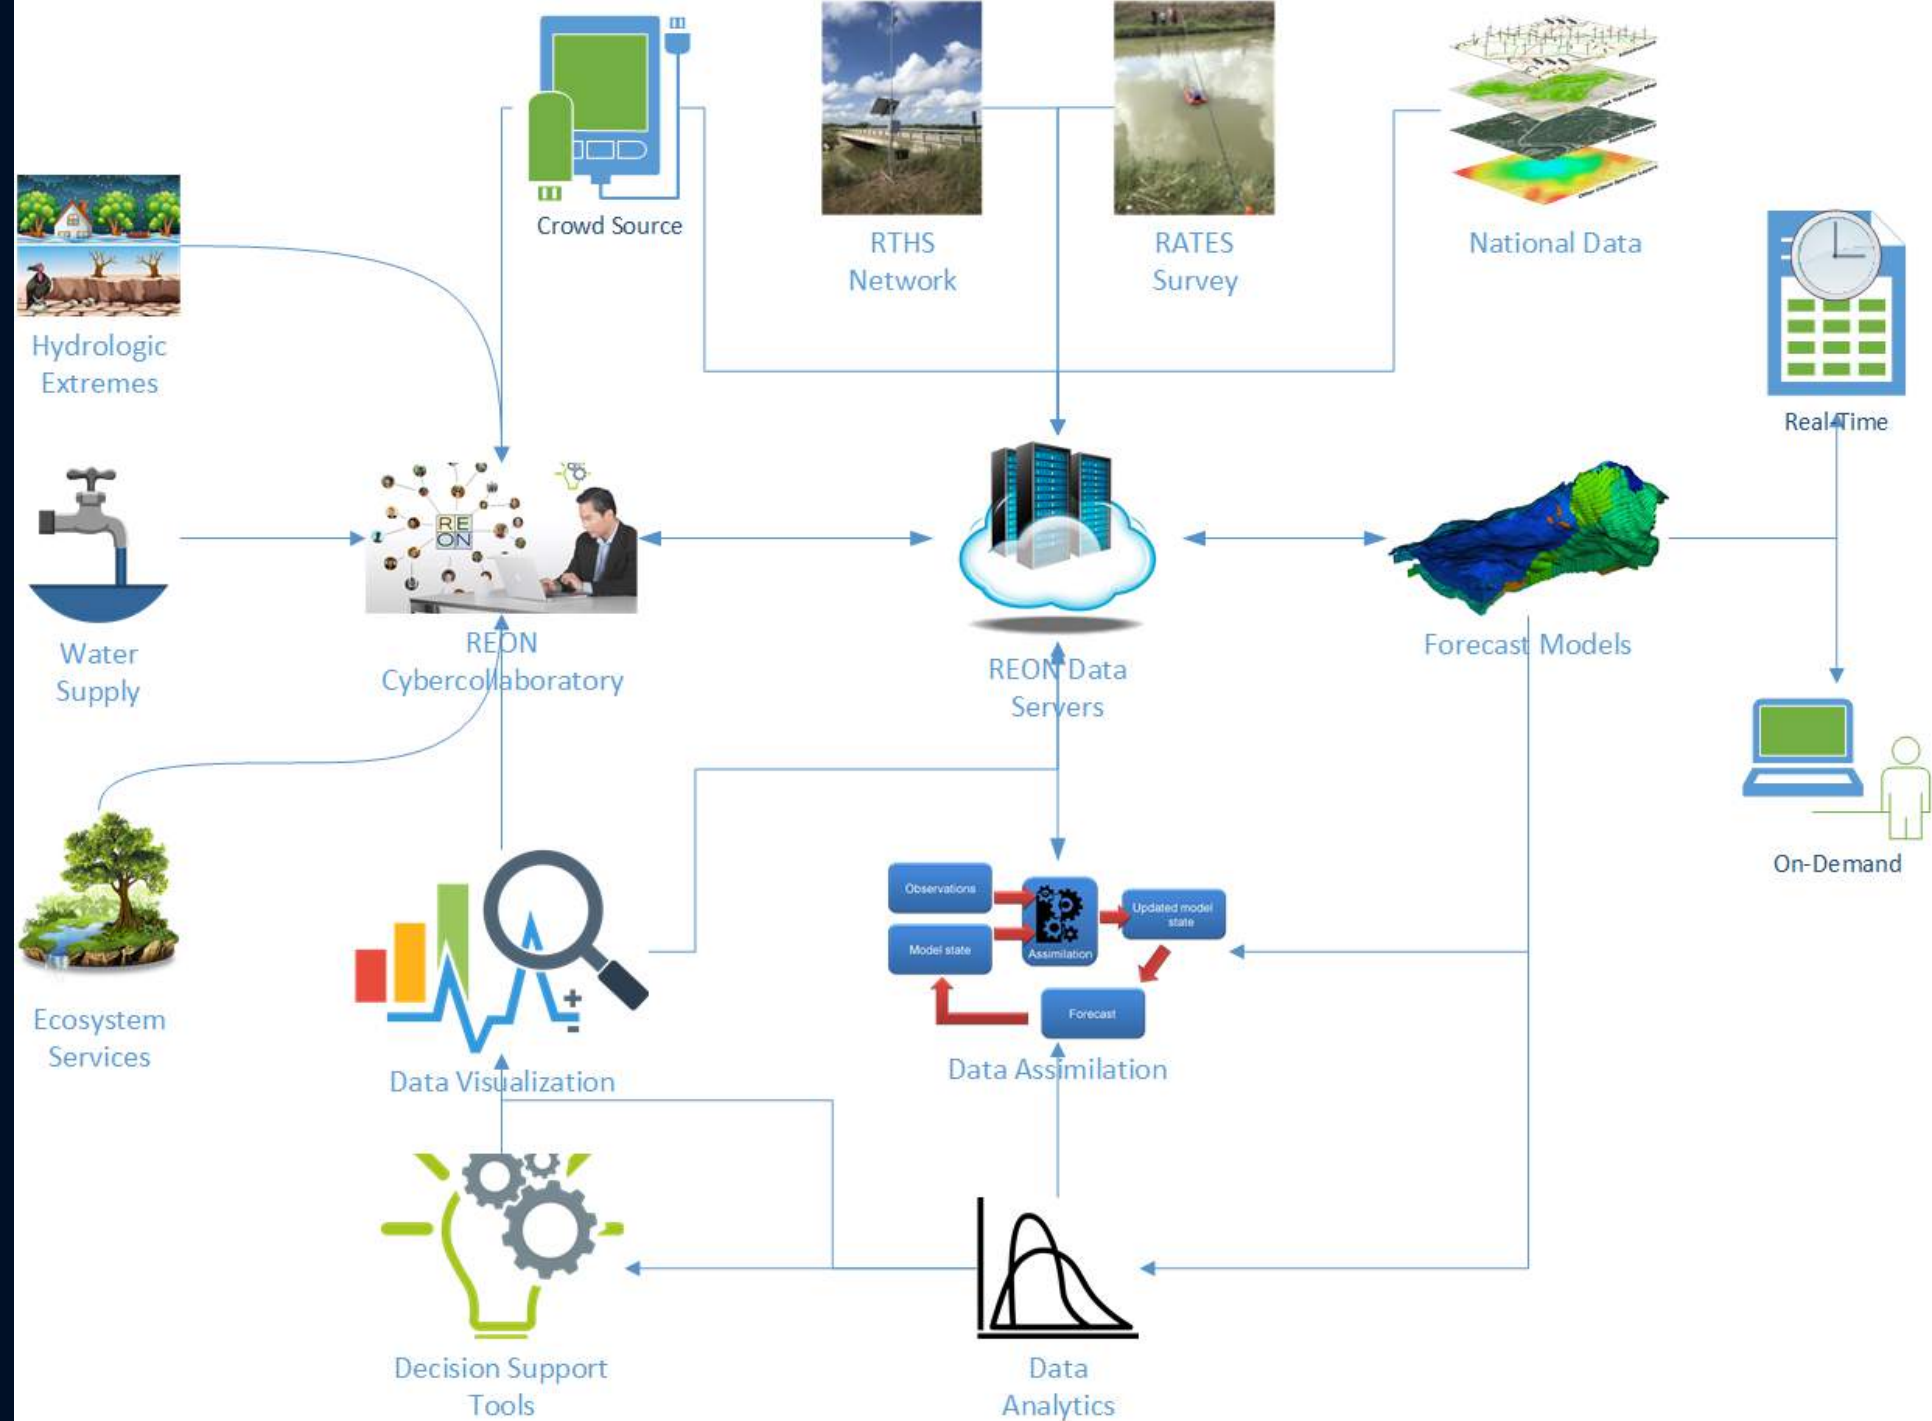 Crowd Source
RTHS
Network
RATES
Survey
National Data
Hydrologic
Extremes
Real-Time
RE
ON
Water
Supply
REON
Cybercollaboratory
REON Data
Servers
Forecast Models
On-Demand
Ecosystem
Services
Data Visualization
Observations
Model state
Assimilation
Updated model
state
Forecast
Data Assimilation
Decision Support
Tools
Data
Analytics